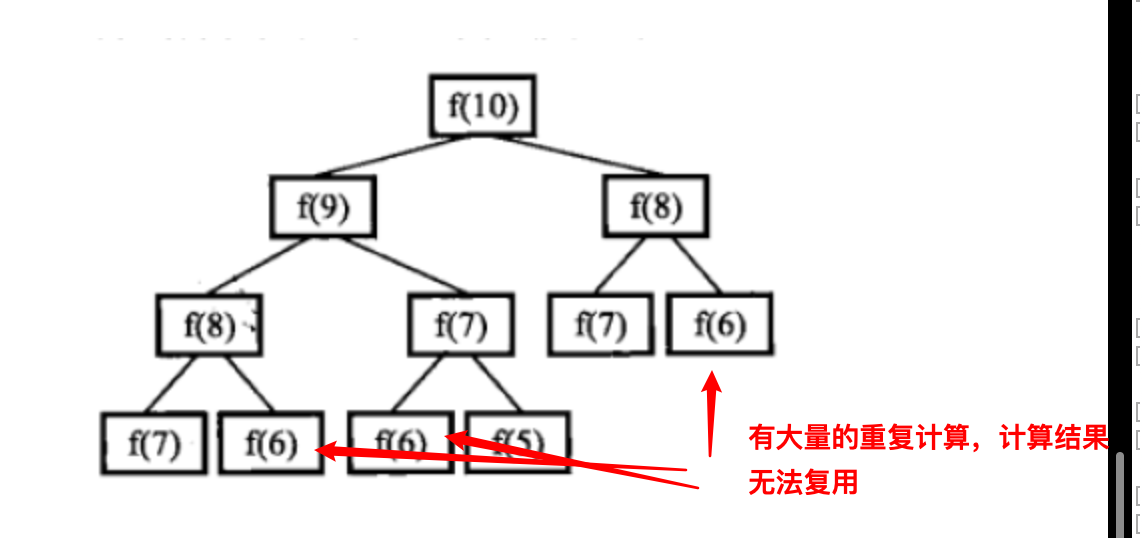 f(10)
f(9) f(8)
f(8) f(7) f(7) f(6)
f(7) f(6) f(6) f(5)
有大量的重复计算，计算结果
无法复用